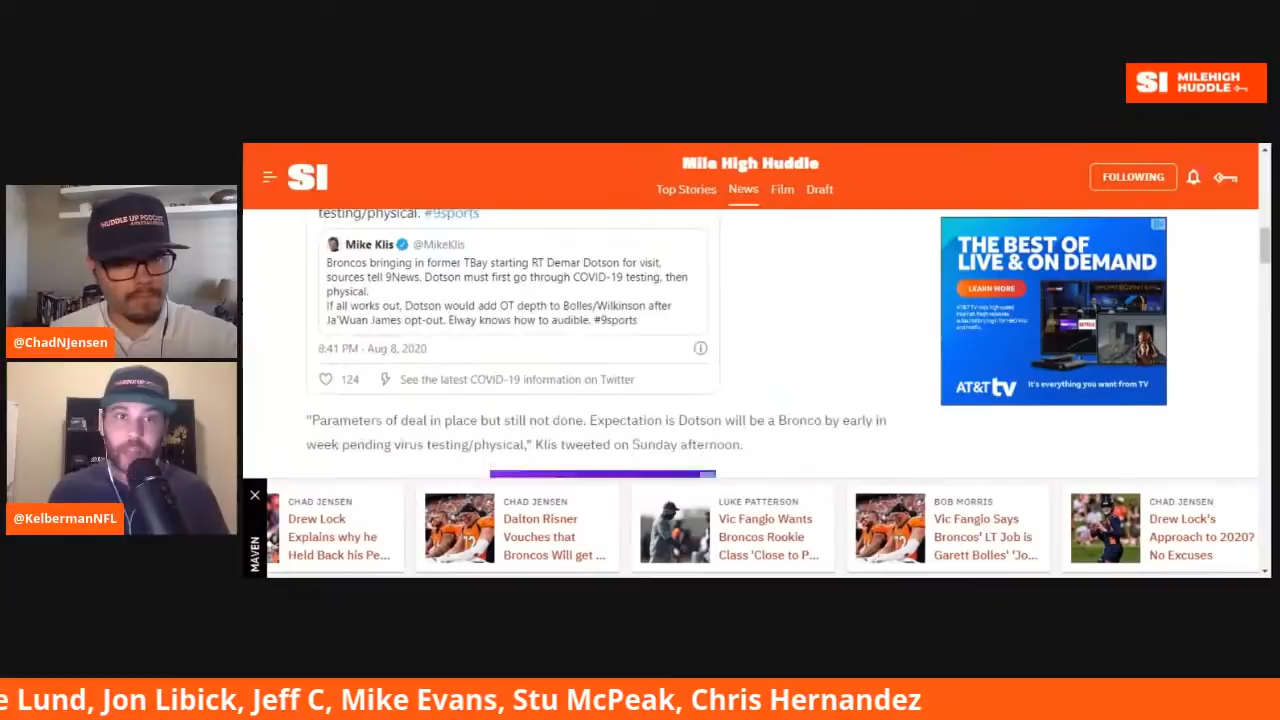 SI MILEHIGH
HUDDLE
SI
Mile High Huddle
Top Stories News Film Draft
FOLLOWING
testing/physical. #9sports
Mike Klis @MikeKlis
Broncos bringing in former TBay starting RT Demar Dotson for visit,
sources tell 9News. Dotson must first go through COVID-19 testing, then
physical.
If all works out, Dotson would add OT depth to Bolles/Wilkinson after
Ja'Wuan James opt-out. Elway knows how to audible. #9sports
8:41 PM · Aug 8, 2020
124 See the latest COVID-19 information on Twitter
"Parameters of deal in place but still not done. Expectation is Dotson will be a Bronco by early in
week pending virus testing/physical," Klis tweeted on Sunday afternoon.
THE BEST OF
LIVE & ON DEMAND
LEARN MORE
AT&T tv
It's everything you want from TV
HUDDLE UP PODCAST
@ChadNJensen
@KelbermanNFL
MAVEN
CHAD JENSEN
Drew Lock
Explains why he
Held Back his Pe...
CHAD JENSEN
Dalton Risner
Vouches that
Broncos Will get ...
LUKE PATTERSON
Vic Fangio Wants
Broncos Rookie
Class 'Close to P...
BOB MORRIS
Vic Fangio Says
Broncos' LT Job is
Garett Bolles' 'Jo...
CHAD JENSEN
Drew Lock's
Approach to 2020?
No Excuses
e Lund, Jon Libick, Jeff C, Mike Evans, Stu McPeak, Chris Hernandez